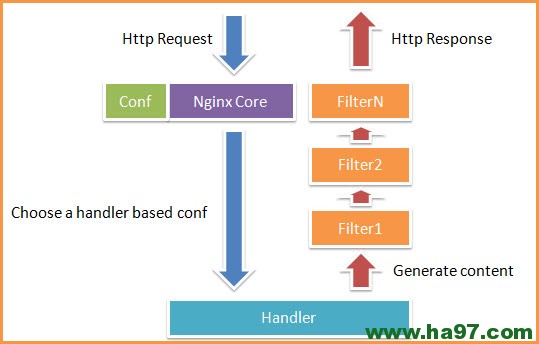 Http Request
Http Response
Conf
Nginx Core
FilterN
Filter2
Choose a handler based conf
Filter1
Generate content
Handler
www.ha97.com